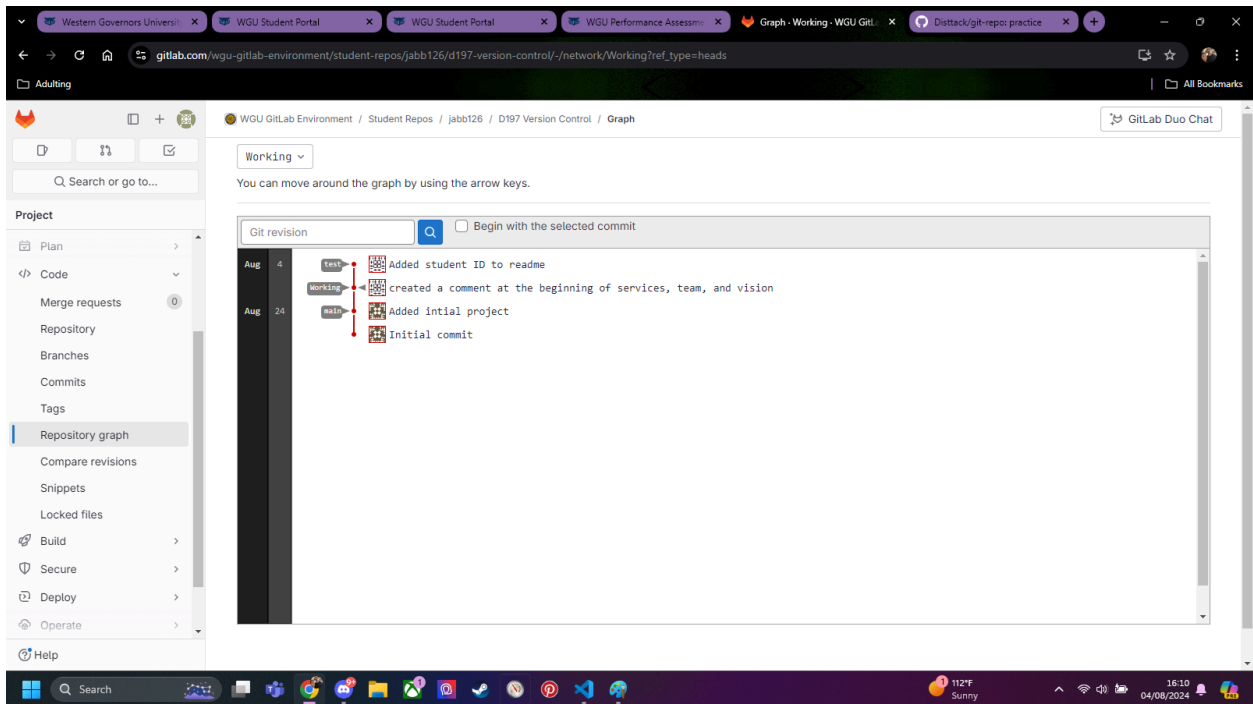 Western Governors Universit
WGU Student Portal
WGU Student Portal
WGU Performance Assessme
Graph · Working · WGU GitL
Disttack/git-repo: practice
gitlab.com/wgu-gitlab-environment/student-repos/jabb126/d197-version-control/-/network/Working?ref_type=heads
Adulting
All Bookmarks
WGU GitLab Environment / Student Repos / jabb126 / D197 Version Control / Graph
GitLab Duo Chat
Search or go to...
Project
Plan
Code
Merge requests 0
Repository
Branches
Commits
Tags
Repository graph
Compare revisions
Snippets
Locked files
Build
Secure
Deploy
Operate
Help
Working
You can move around the graph by using the arrow keys.
Git revision
Begin with the selected commit
Aug 4 test Added student ID to readme
Working created a comment at the beginning of services, team, and vision
Aug 24 main Added intial project
Initial commit
Search
112°F
Sunny
16:10
04/08/2024